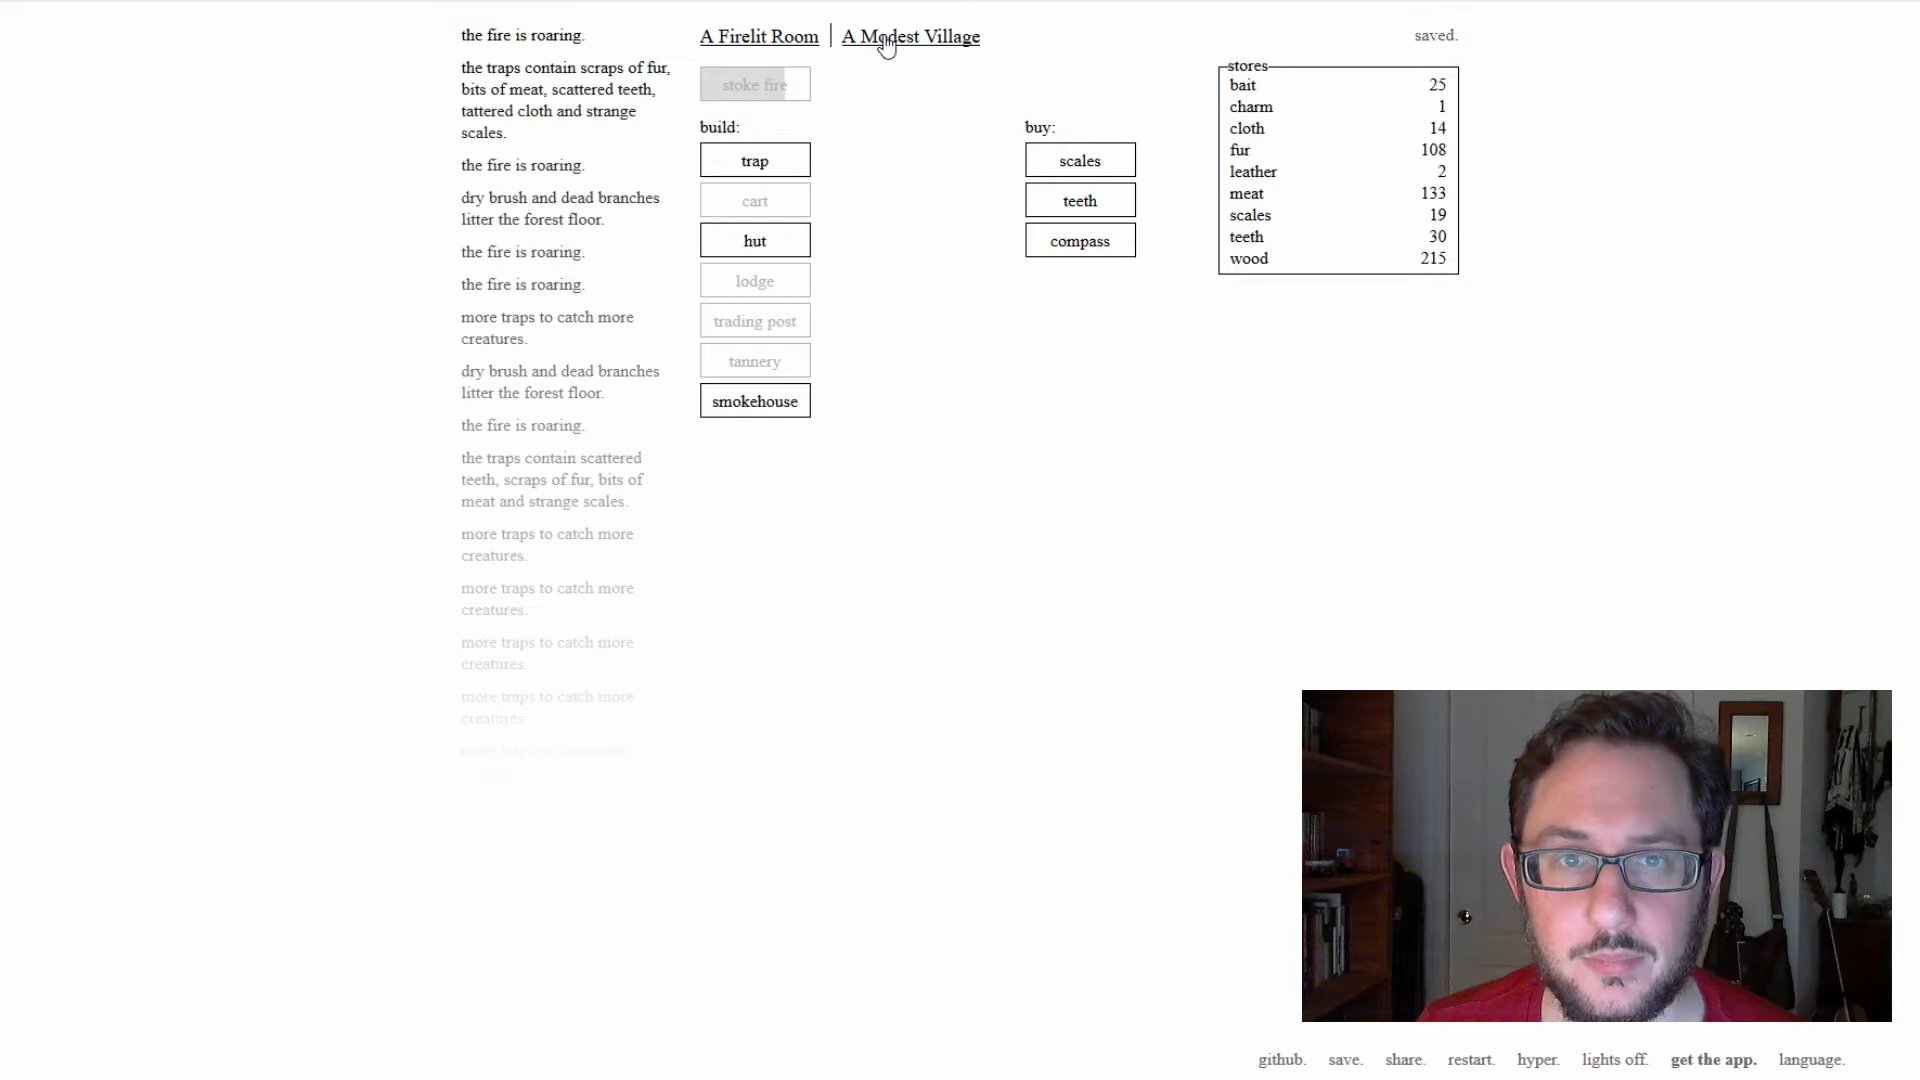 the fire is roaring.
the traps contain scraps of fur,
bits of meat, scattered teeth,
tattered cloth and strange
scales.
the fire is roaring.
dry brush and dead branches
litter the forest floor.
the fire is roaring.
the fire is roaring.
more traps to catch more
creatures.
dry brush and dead branches
litter the forest floor.
the fire is roaring.
the traps contain scattered
teeth, scraps of fur, bits of
meat and strange scales.
more traps to catch more
creatures.
more traps to catch more
creatures.
more traps to catch more
creatures.
more traps to catch more
creatures
A Firelit Room | A Modest Village
stoke fire
build:
trap
cart
hut
lodge
trading post
tannery
smokehouse
buy:
scales
teeth
compass
saved.
stores
bait 25
charm 1
cloth 14
fur 108
leather 2
meat 133
scales 19
teeth 30
wood 215
github. save. share. restart. hyper. lights off. get the app. language.